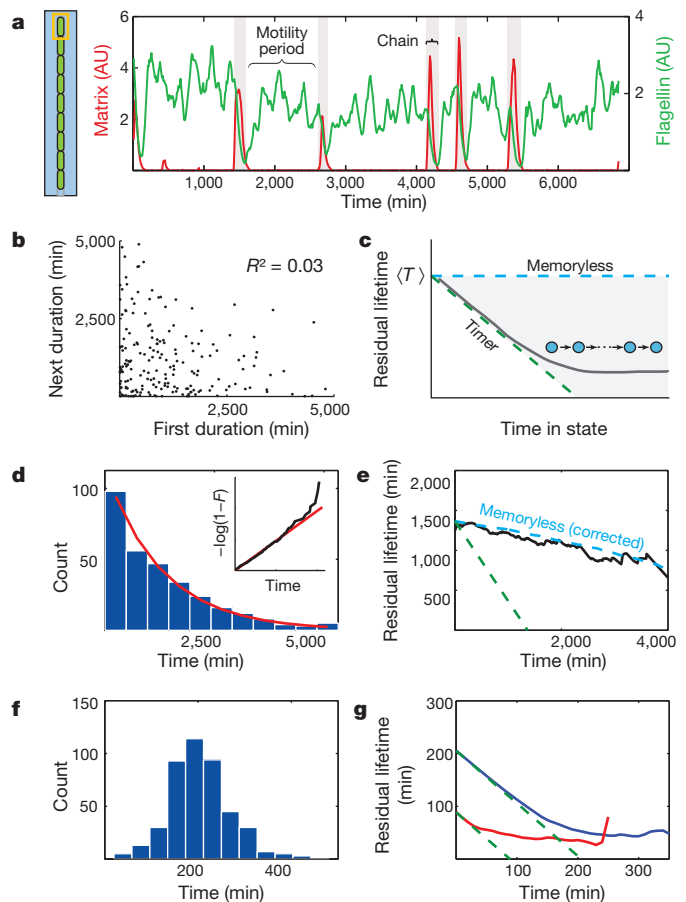 a
Matrix (AU)
6
4
2
Motility
period
Chain
4
2
Flagellin (AU)
1,000 2,000 3,000 4,000 5,000 6,000
Time (min)
b
Next duration (min)
5,000
2,500
R² = 0.03
2,500 5,000
First duration (min)
c
Residual lifetime
⟨T⟩
Memoryless
Timer
Time in state
d
Count
100
50
–log(1–F)
Time
2,500 5,000
Time (min)
e
Residual lifetime (min)
2,000
1,500
1,000
500
Memoryless (corrected)
2,000 4,000
Time (min)
f
Count
150
100
50
200 400
Time (min)
g
Residual lifetime
(min)
300
200
100
0 100 200 300
Time (min)